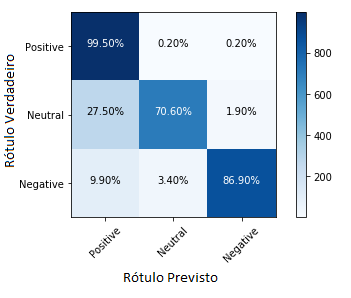 Rótulo Verdadeiro
Positive
99.50% 0.20% 0.20%
800
Neutral
27.50% 70.60% 1.90%
600
400
Negative
9.90% 3.40% 86.90%
200
Positive
Neutral
Negative
Rótulo Previsto